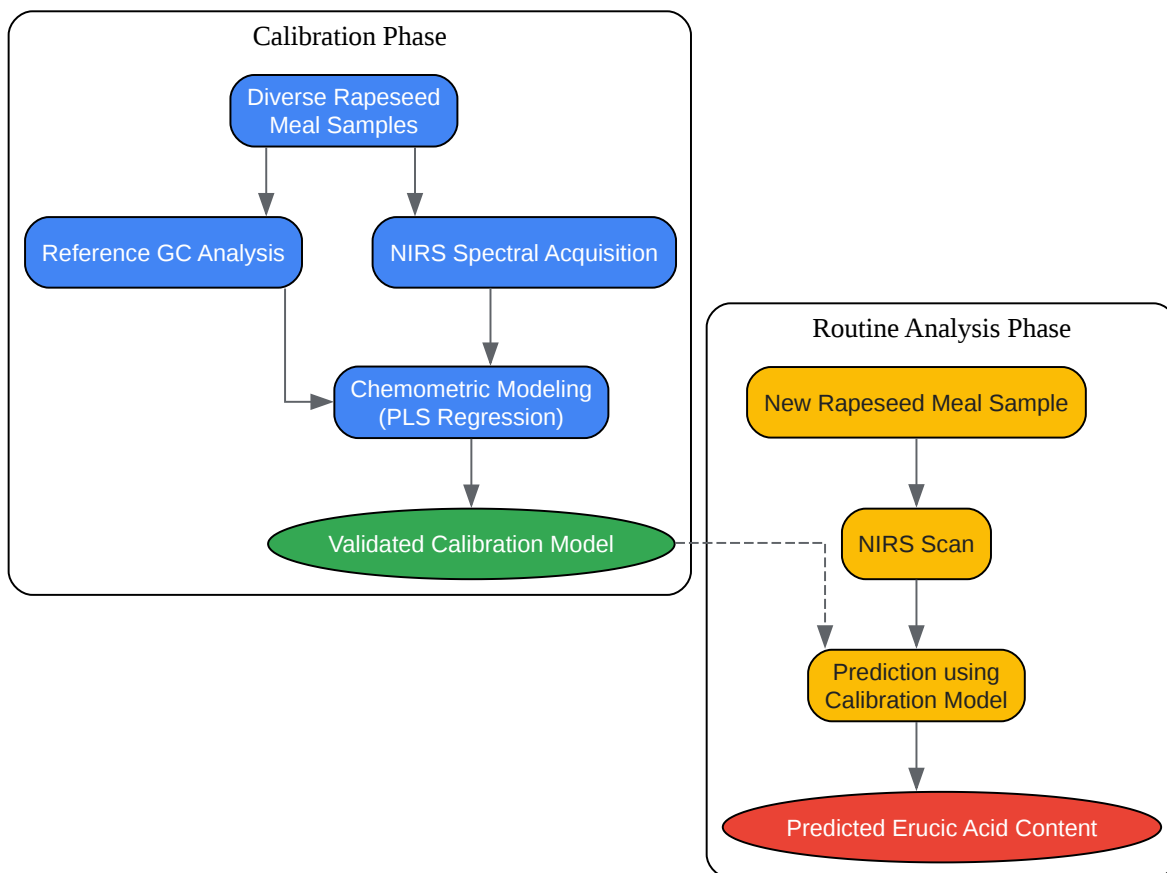 Calibration Phase
Diverse Rapeseed
Meal Samples
Reference GC Analysis
NIRS Spectral Acquisition
Chemometric Modeling
(PLS Regression)
Validated Calibration Model
Routine Analysis Phase
New Rapeseed Meal Sample
NIRS Scan
Prediction using
Calibration Model
Predicted Erucic Acid Content